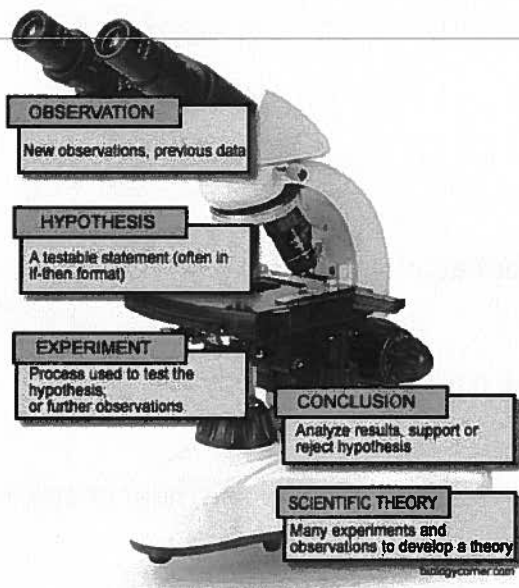 OBSERVATION
New observations, previous data
HYPOTHESIS
A testable statement (often in
if-then format)
EXPERIMENT
Process used to test the
hypothesis,
or further observations
CONCLUSION
Analyze results, support or
reject hypothesis
SCIENTIFIC THEORY
Many experiments and
observations to develop a theory
biologycorner.com